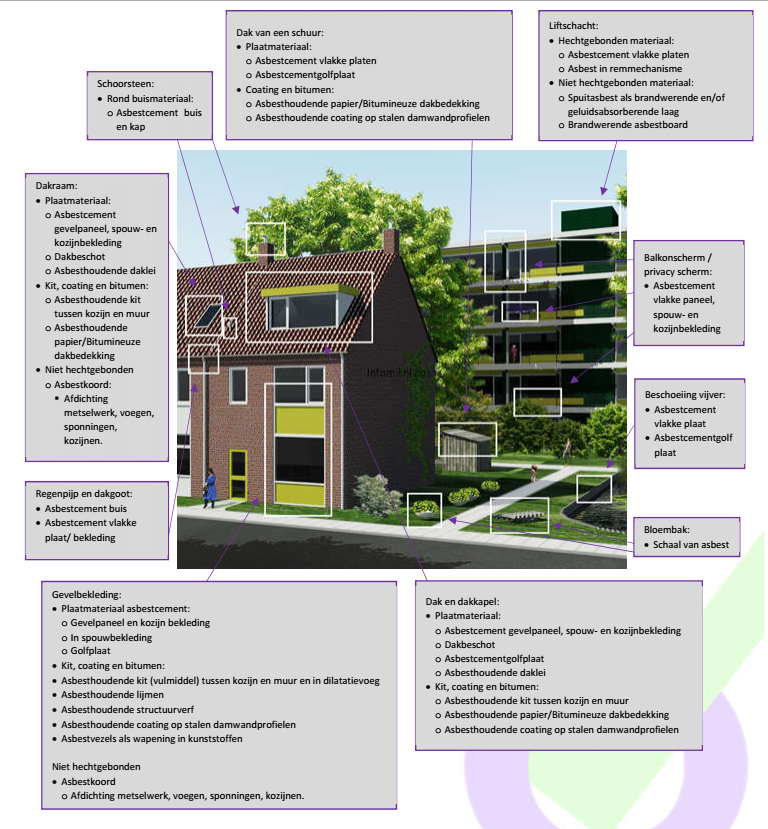 Dak van een schuur:
• Plaatmateriaal:
o Asbestcement vlakke platen
o Asbestcementgolfplaat
• Coating en bitumen:
o Asbesthoudende papier/Bitumineuze dakbedekking
o Asbesthoudende coating op stalen damwandprofielen
Liftschacht:
• Hechtgebonden materiaal:
o Asbestcement vlakke platen
o Asbest in remmechanisme
• Niet hechtgebonden materiaal:
o Spuitasbest als brandwerende en/of
geluidsabsorberende laag
o Brandwerende asbestboard
Schoorsteen:
• Rond buismateriaal:
o Asbestcement buis
en kap
Dakraam:
• Plaatmateriaal:
o Asbestcement
gevelpaneel, spouw- en
kozijnbekleding
o Dakbeschot
o Asbesthoudende daklei
• Kit, coating en bitumen:
o Asbesthoudende kit
tussen kozijn en muur
o Asbesthoudende
papier/Bitumineuze
dakbedekking
• Niet hechtgebonden
o Asbestkoord:
▪ Afdichting
metselwerk, voegen,
sponningen,
kozijnen.
Balkonscherm /
privacy scherm:
• Asbestcement
vlakke paneel,
spouw- en
kozijnbekleding
Beschoeiing vijver:
• Asbestcement
vlakke plaat
• Asbestcementgolf
plaat
Regenpijp en dakgoot:
• Asbestcement buis
• Asbestcement vlakke
plaat/ bekleding
Bloembak:
• Schaal van asbest
Gevelbekleding:
• Plaatmateriaal asbestcement:
o Gevelpaneel en kozijn bekleding
o In spouwbekleding
o Golfplaat
• Kit, coating en bitumen:
• Asbesthoudende kit (vulmiddel) tussen kozijn en muur en in dilatatievoeg
• Asbesthoudende lijmen
• Asbesthoudende structuurverf
• Asbesthoudende coating op stalen damwandprofielen
• Asbestvezels als wapening in kunststoffen
Niet hechtgebonden
• Asbestkoord
o Afdichting metselwerk, voegen, sponningen, kozijnen.
Dak en dakkapel:
• Plaatmateriaal:
o Asbestcement gevelpaneel, spouw- en kozijnbekleding
o Dakbeschot
o Asbestcementgolfplaat
o Asbesthoudende daklei
• Kit, coating en bitumen:
o Asbesthoudende kit tussen kozijn en muur
o Asbesthoudende papier/Bitumineuze dakbedekking
o Asbesthoudende coating op stalen damwandprofielen